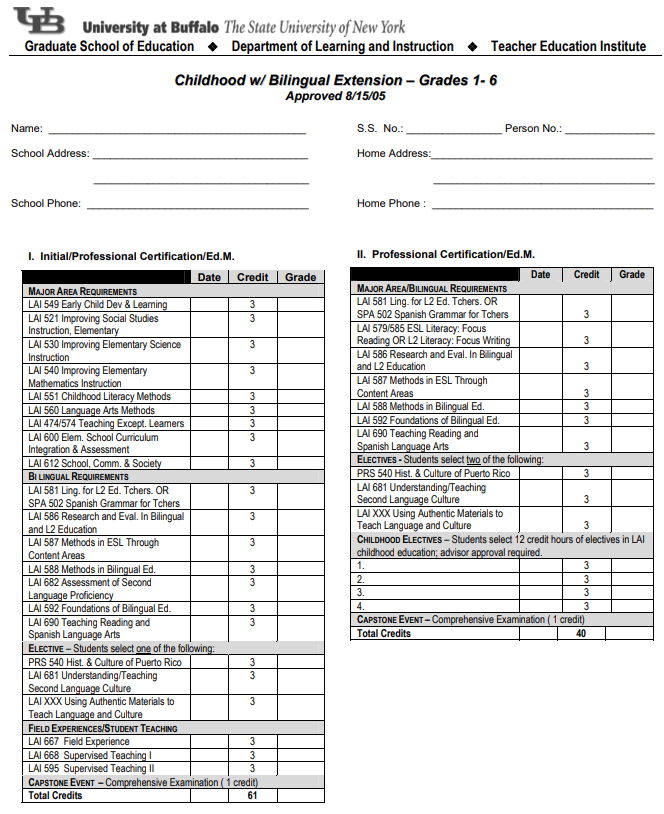 UB University at Buffalo The State University of New York
Graduate School of Education ❖ Department of Learning and Instruction ❖ Teacher Education Institute
Childhood w/ Bilingual Extension – Grades 1- 6
Approved 8/15/05
Name: ____ S.S. No.: ____ Person No.: ____
School Address: ____ Home Address:____
School Phone: ____ Home Phone : ____
I. Initial/Professional Certification/Ed.M.
Date Credit Grade
MAJOR AREA REQUIREMENTS
LAI 549 Early Child Dev & Learning 3
LAI 521 Improving Social Studies 3
Instruction, Elementary
LAI 530 Improving Elementary Science 3
Instruction
LAI 540 Improving Elementary 3
Mathematics Instruction
LAI 551 Childhood Literacy Methods 3
LAI 560 Language Arts Methods 3
LAI 474/574 Teaching Except. Learners 3
LAI 600 Elem. School Curriculum 3
Integration & Assessment
LAI 612 School, Comm. & Society 3
BILINGUAL REQUIREMENTS
LAI 581 Ling. for L2 Ed. Tchers. OR 3
SPA 502 Spanish Grammar for Tchers
LAI 586 Research and Eval. In Bilingual 3
and L2 Education
LAI 587 Methods in ESL Through 3
Content Areas
LAI 588 Methods in Bilingual Ed. 3
LAI 682 Assessment of Second 3
Language Proficiency
LAI 592 Foundations of Bilingual Ed. 3
LAI 690 Teaching Reading and 3
Spanish Language Arts
ELECTIVE – Students select one of the following:
PRS 540 Hist. & Culture of Puerto Rico 3
LAI 681 Understanding/Teaching 3
Second Language Culture
LAI XXX Using Authentic Materials to 3
Teach Language and Culture
FIELD EXPERIENCES/STUDENT TEACHING
LAI 667 Field Experience 3
LAI 668 Supervised Teaching I 3
LAI 595 Supervised Teaching II 3
CAPSTONE EVENT – Comprehensive Examination ( 1 credit)
Total Credits 61
II. Professional Certification/Ed.M.
Date Credit Grade
MAJOR AREA/BILINGUAL REQUIREMENTS
LAI 581 Ling. for L2 Ed. Tchers. OR
SPA 502 Spanish Grammar for Tchers 3
LAI 579/585 ESL Literacy: Focus
Reading OR L2 Literacy: Focus Writing 3
LAI 586 Research and Eval. In Bilingual
and L2 Education 3
LAI 587 Methods in ESL Through
Content Areas 3
LAI 588 Methods in Bilingual Ed. 3
LAI 592 Foundations of Bilingual Ed. 3
LAI 690 Teaching Reading and
Spanish Language Arts 3
ELECTIVES - Students select two of the following:
PRS 540 Hist. & Culture of Puerto Rico 3
LAI 681 Understanding/Teaching
Second Language Culture 3
LAI XXX Using Authentic Materials to
Teach Language and Culture 3
CHILDHOOD ELECTIVES – Students select 12 credit hours of electives in LAI
childhood education; advisor approval required.
1. 3
2. 3
3. 3
4. 3
CAPSTONE EVENT – Comprehensive Examination ( 1 credit)
Total Credits 40